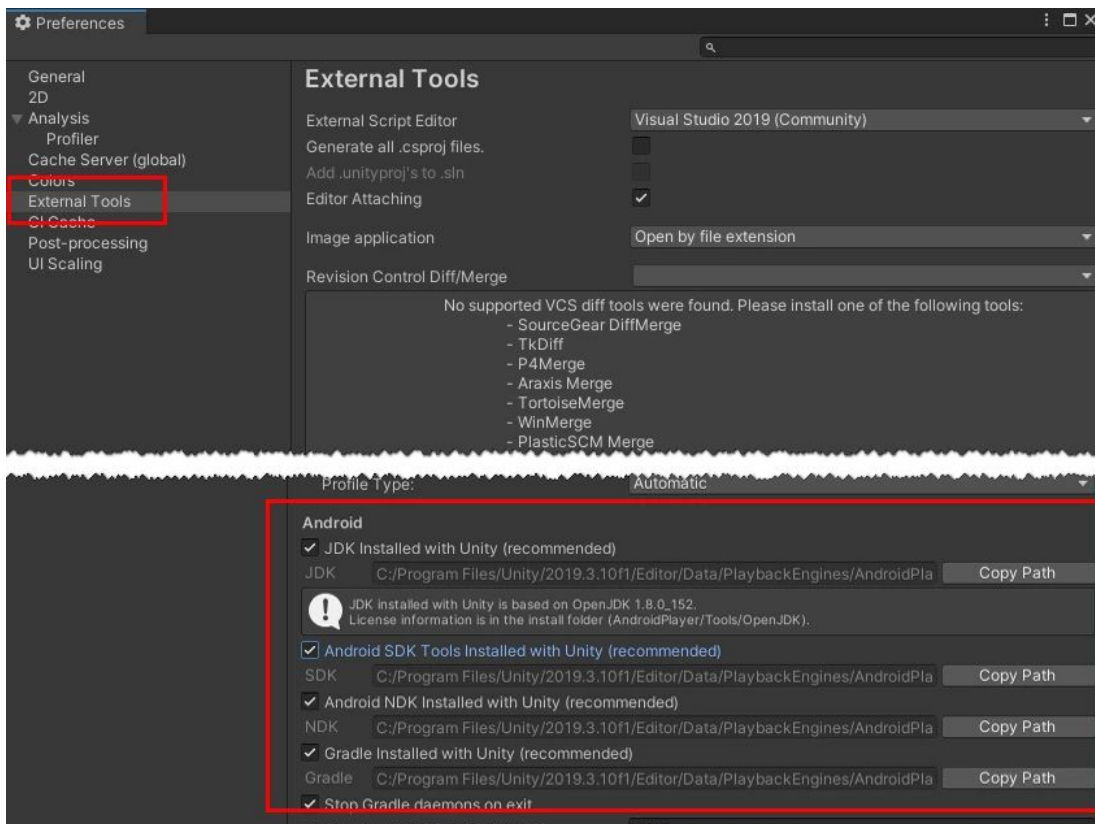 Preferences
General
2D
Analysis
Profiler
Cache Server (global)
Colors
External Tools
GI Cache
Post-processing
UI Scaling
External Tools
External Script Editor
Visual Studio 2019 (Community)
Generate all .csproj files.
Add .unityproj's to .sln
Editor Attaching
Image application
Open by file extension
Revision Control Diff/Merge
No supported VCS diff tools were found. Please install one of the following tools:
- SourceGear DiffMerge
- TkDiff
- P4Merge
- Araxis Merge
- TortoiseMerge
- WinMerge
- PlasticSCM Merge
Profile Type:
Automatic
Android
JDK Installed with Unity (recommended)
JDK C:/Program Files/Unity/2019.3.10f1/Editor/Data/PlaybackEngines/AndroidPla Copy Path
JDK installed with Unity is based on OpenJDK 1.8.0_152.
License information is in the install folder (AndroidPlayer/Tools/OpenJDK).
Android SDK Tools Installed with Unity (recommended)
SDK C:/Program Files/Unity/2019.3.10f1/Editor/Data/PlaybackEngines/AndroidPla Copy Path
Android NDK Installed with Unity (recommended)
NDK C:/Program Files/Unity/2019.3.10f1/Editor/Data/PlaybackEngines/AndroidPla Copy Path
Gradle Installed with Unity (recommended)
Gradle C:/Program Files/Unity/2019.3.10f1/Editor/Data/PlaybackEngines/AndroidPla Copy Path
Stop Gradle daemons on exit